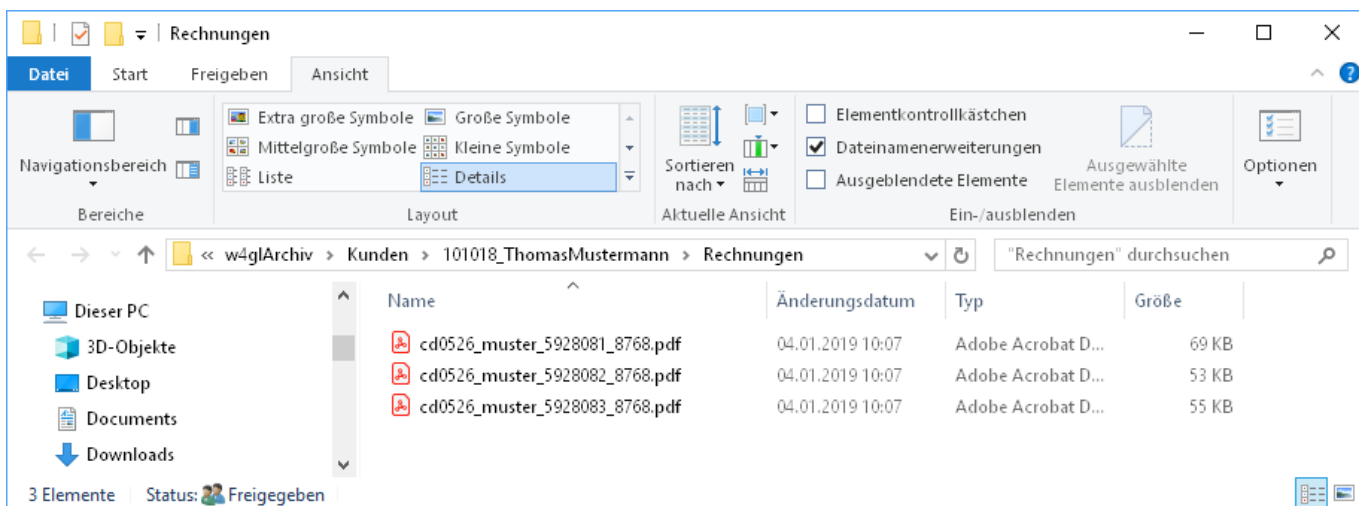 Rechnungen
Datei Start Freigeben Ansicht ?
Extra große Symbole Große Symbole
Mittelgroße Symbole Kleine Symbole
Liste Details
Navigationsbereich
Bereiche
Layout
Sortieren
nach
Aktuelle Ansicht
Elementkontrollkästchen
Dateinamenerweiterungen
Ausgeblendete Elemente
Ausgewählte
Elemente ausblenden
Ein-/ausblenden
Optionen
« w4glArchiv > Kunden > 101018_ThomasMustermann > Rechnungen
"Rechnungen" durchsuchen
Dieser PC
3D-Objekte
Desktop
Documents
Downloads
Name Änderungsdatum Typ Größe
cd0526_muster_5928081_8768.pdf 04.01.2019 10:07 Adobe Acrobat D... 69 KB
cd0526_muster_5928082_8768.pdf 04.01.2019 10:07 Adobe Acrobat D... 53 KB
cd0526_muster_5928083_8768.pdf 04.01.2019 10:07 Adobe Acrobat D... 55 KB
3 Elemente Status: Freigegeben